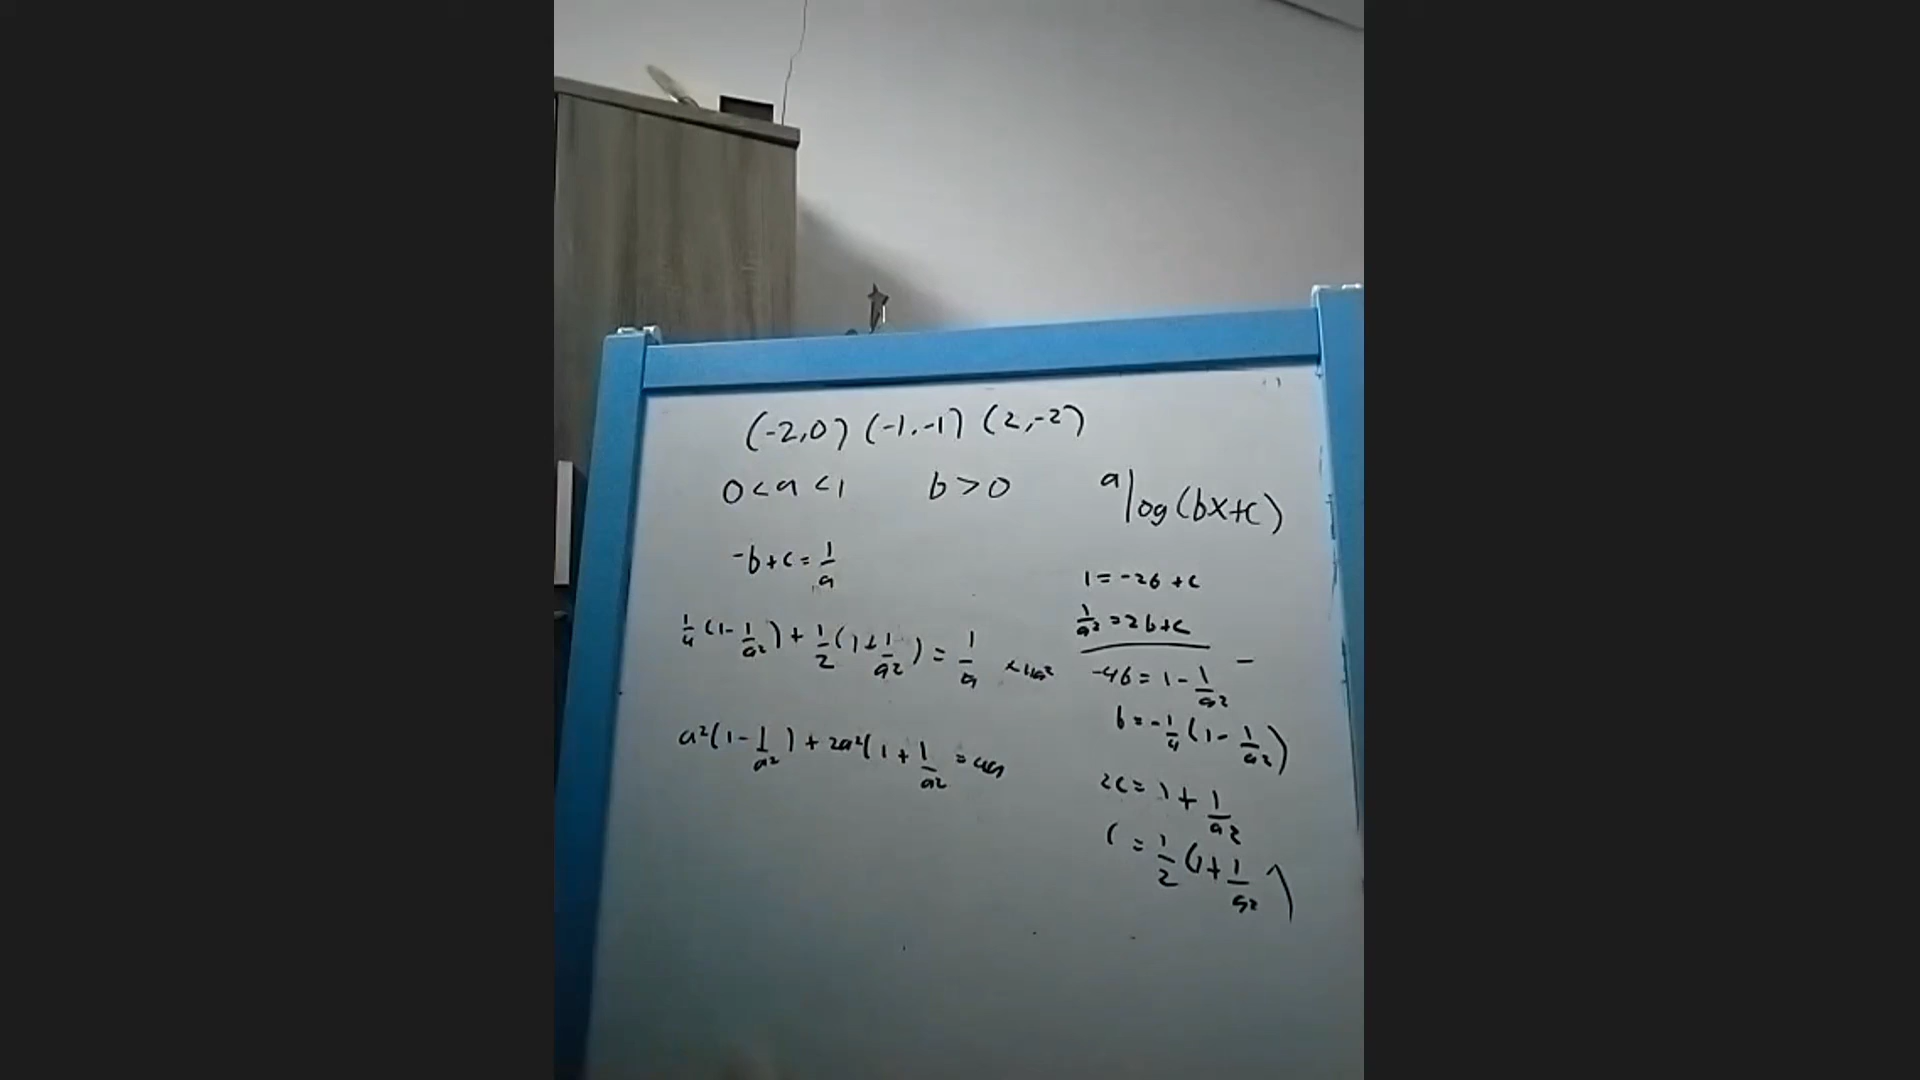 (-2,0) (-1,-1) (2,-2)
0<a<1 b>0 ᵃlog(bx+c)
-b+c=1/a
1/4(1-1/a²)+1/2(1+1/a²)=1/a ×4a²
a²(1-1/a²)+2a²(1+1/a²=4a
1=-2b+c
1/a²=2b+c
-4b=1-1/a² -
b=-1/4(1-1/a²)
2c=1+1/a²
c=1/2(1+1/a²)